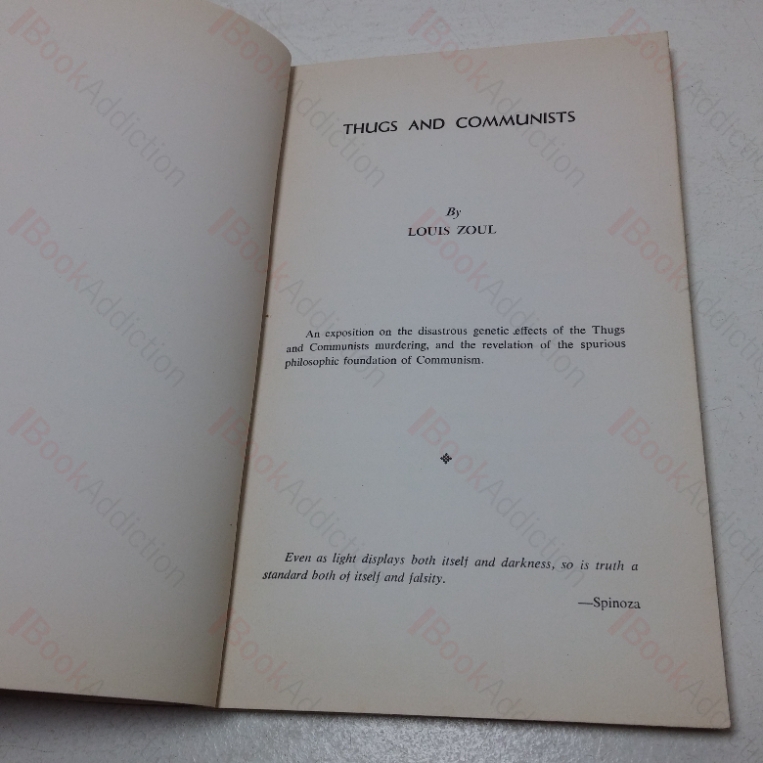 THUGS AND COMMUNISTS
By
LOUIS ZOUL
An exposition on the disastrous genetic effects of the Thugs
and Communists murdering, and the revelation of the spurious
philosophic foundation of Communism.
Even as light displays both itself and darkness, so is truth a
standard both of itself and falsity.
—Spinoza
BookAddiction